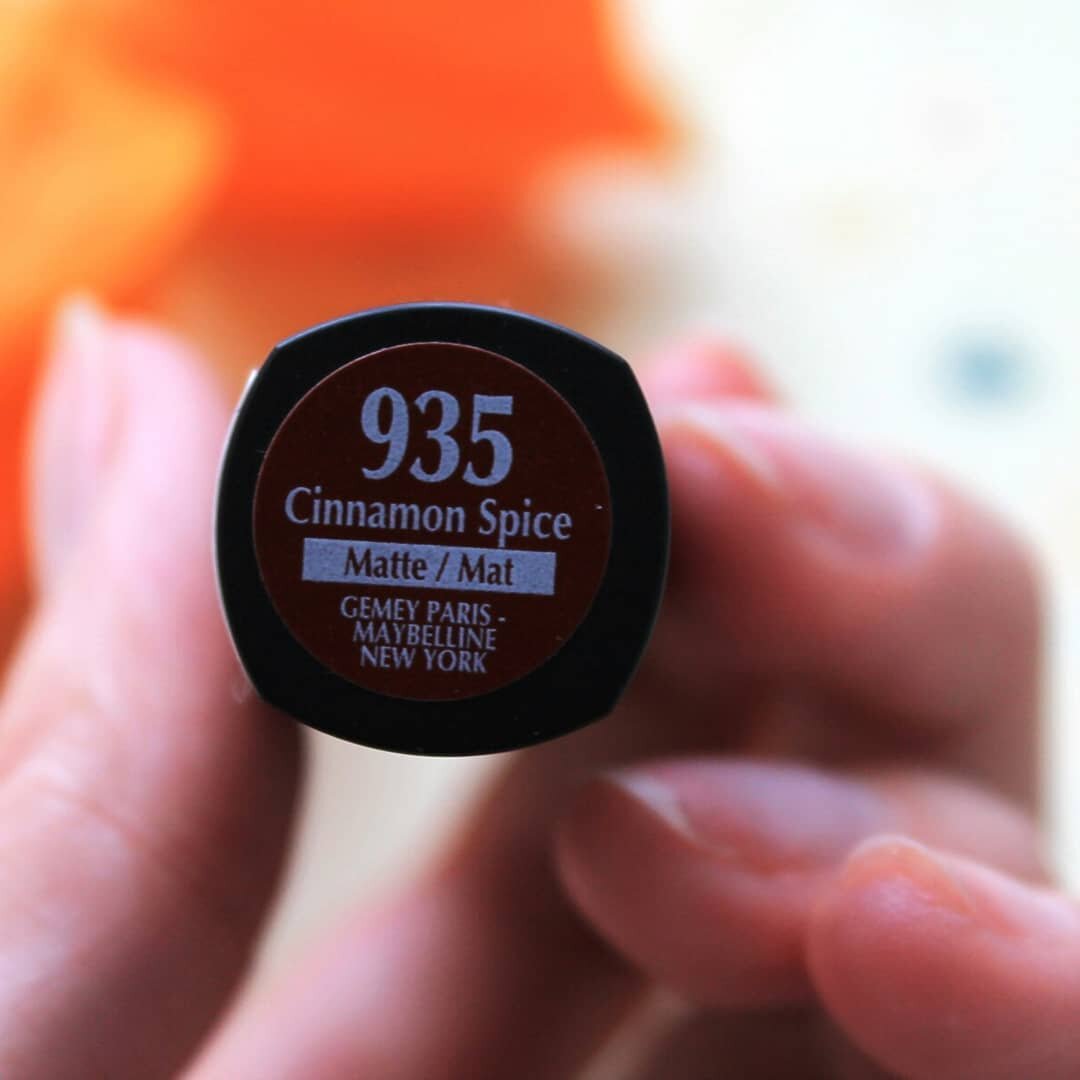 935
Cinnamon Spice
Matte / Mat
GEMEY PARIS -
MAYBELLINE
NEW YORK